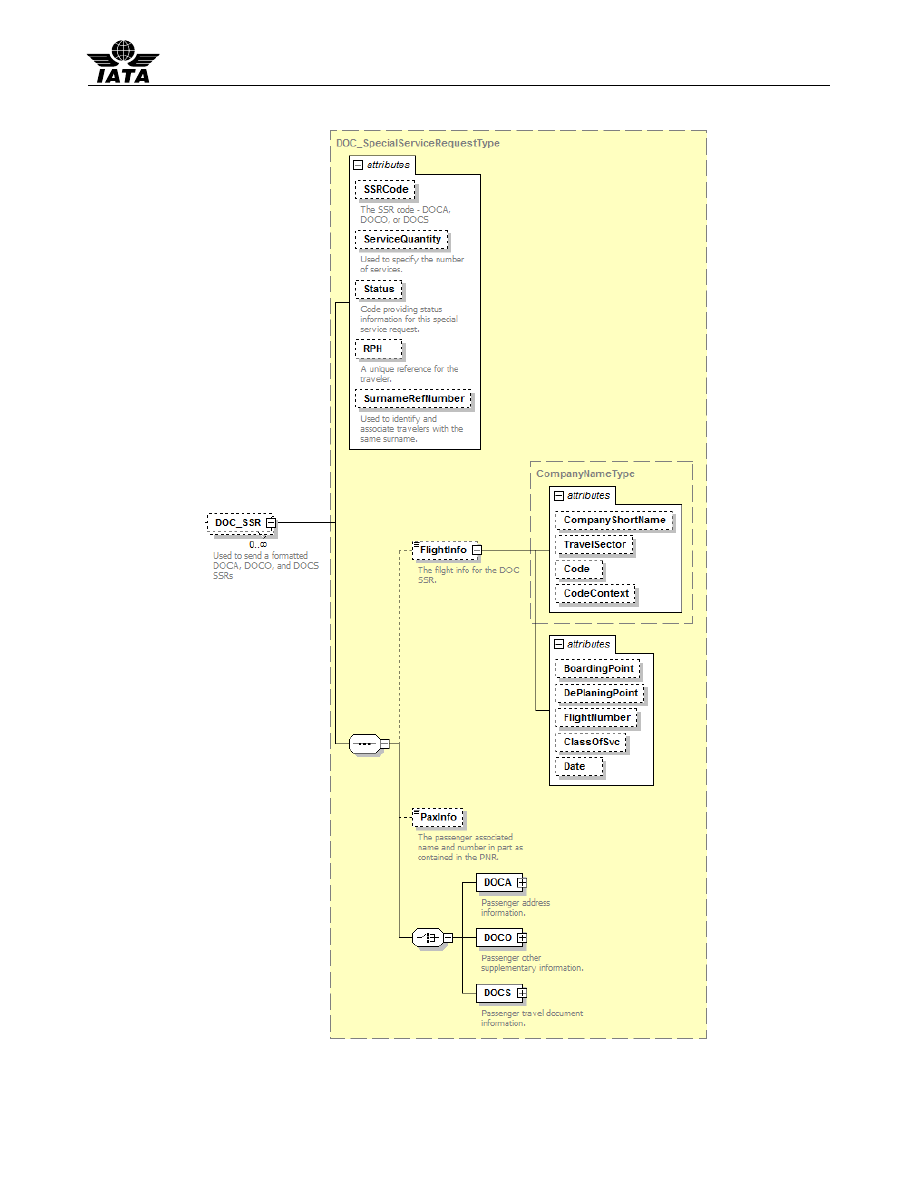 IATA
DOC_SpecialServiceRequestType
attributes
SSRCode
The SSR code - DOCA,
DOCO, or DOCS
ServiceQuantity
Used to specify the number
of services.
Status
Code providing status
information for this special
service request.
RPH
A unique reference for the
traveler.
SurnameRefNumber
Used to identify and
associate travelers with the
same surname.
DOC_SSR
0..∞
Used to send a formatted
DOCA, DOCO, and DOCS
SSRs
CompanyNameType
attributes
CompanyShortName
TravelSector
Code
CodeContext
FlightInfo
The flight info for the DOC
SSR.
attributes
BoardingPoint
DePlaningPoint
FlightNumber
ClassOfSvc
Date
PaxInfo
The passenger associated
name and number in part as
contained in the PNR.
DOCA
Passenger address
information.
DOCO
Passenger other
supplementary information.
DOCS
Passenger travel document
information.